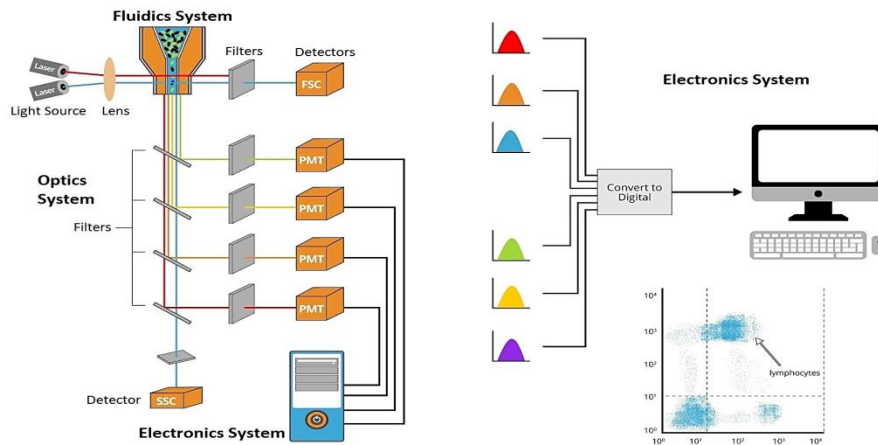 Fluidics System
Filters
Detectors
Laser
Laser
FSC
Light Source
Lens
PMT
Optics
System
PMT
Filters
PMT
PMT
Detector
SSC
Electronics System
Electronics System
Convert to
Digital
10⁴
10³
10²
10¹
10⁰
lymphocytes
10⁰
10¹
10²
10³
10⁴